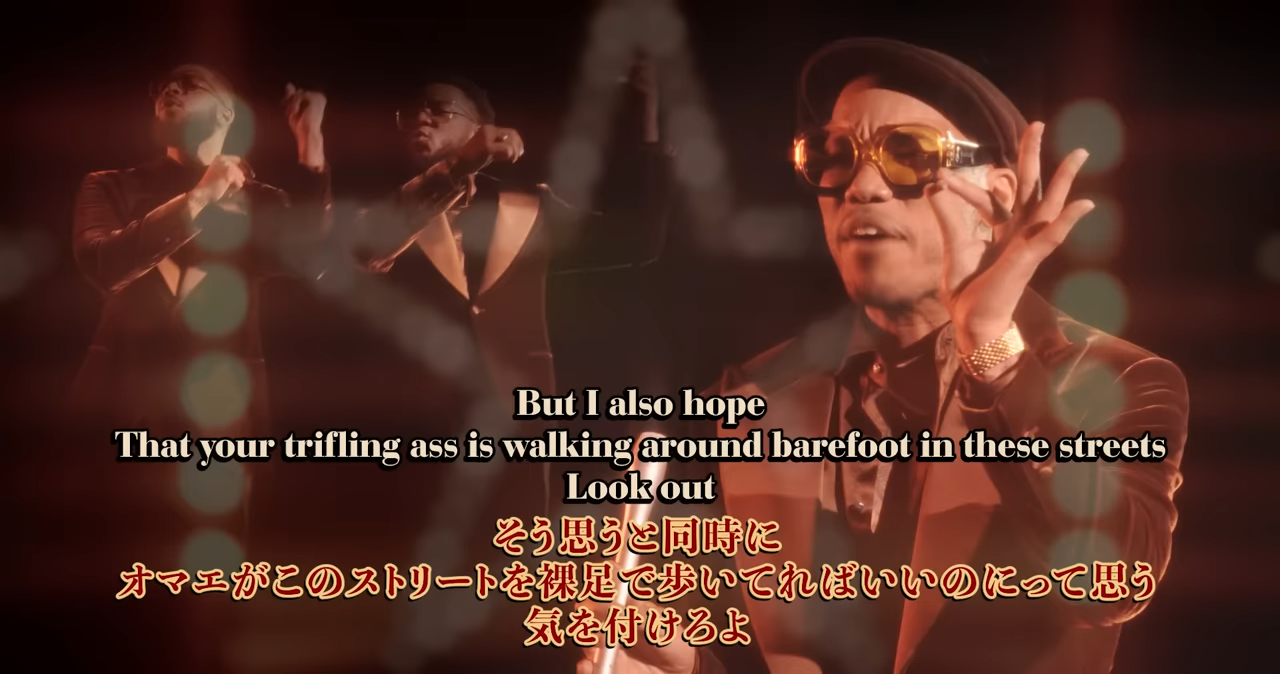 But I also hope
That your trifling ass is walking around barefoot in these streets
Look out
そう思うと同時に
オマエがこのストリートを裸足で歩いてればいいのにって思う
気を付けろよ